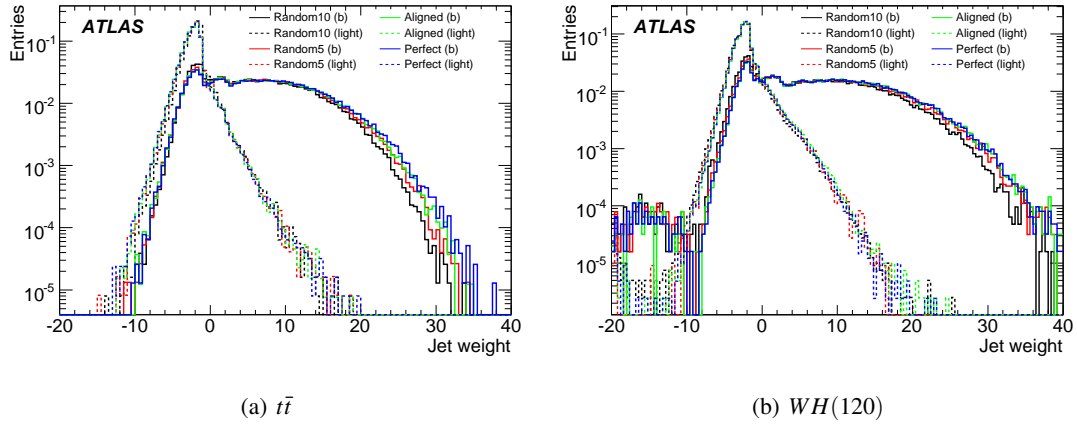 Entries
ATLAS
Random10 (b)
Random10 (light)
Random5 (b)
Random5 (light)
Aligned (b)
Aligned (light)
Perfect (b)
Perfect (light)
10^-1
10^-2
10^-3
10^-4
10^-5
-20 -10 0 10 20 30 40
Jet weight
(a) tt̄
Entries
ATLAS
Random10 (b)
Random10 (light)
Random5 (b)
Random5 (light)
Aligned (b)
Aligned (light)
Perfect (b)
Perfect (light)
10^-1
10^-2
10^-3
10^-4
10^-5
-20 -10 0 10 20 30 40
Jet weight
(b) WH(120)